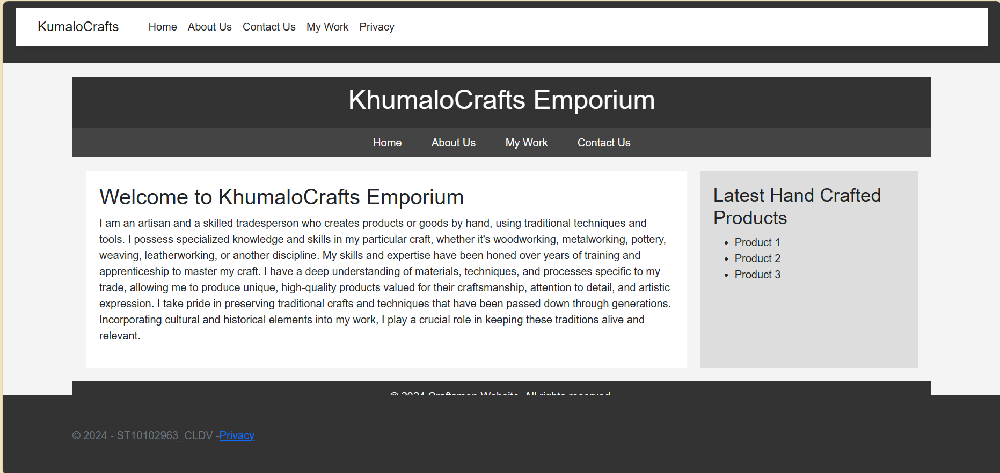 KumaloCrafts Home About Us Contact Us My Work Privacy
KhumaloCrafts Emporium
Home About Us My Work Contact Us
Welcome to KhumaloCrafts Emporium
I am an artisan and a skilled tradesperson who creates products or goods by hand, using traditional techniques and
tools. I possess specialized knowledge and skills in my particular craft, whether it's woodworking, metalworking, pottery,
weaving, leatherworking, or another discipline. My skills and expertise have been honed over years of training and
apprenticeship to master my craft. I have a deep understanding of materials, techniques, and processes specific to my
trade, allowing me to produce unique, high-quality products valued for their craftsmanship, attention to detail, and artistic
expression. I take pride in preserving traditional crafts and techniques that have been passed down through generations.
Incorporating cultural and historical elements into my work, I play a crucial role in keeping these traditions alive and
relevant.
Latest Hand Crafted
Products
• Product 1
• Product 2
• Product 3
© 2024 Craftsmen Website. All rights reserved.
© 2024 - ST10102963_CLDV -Privacy